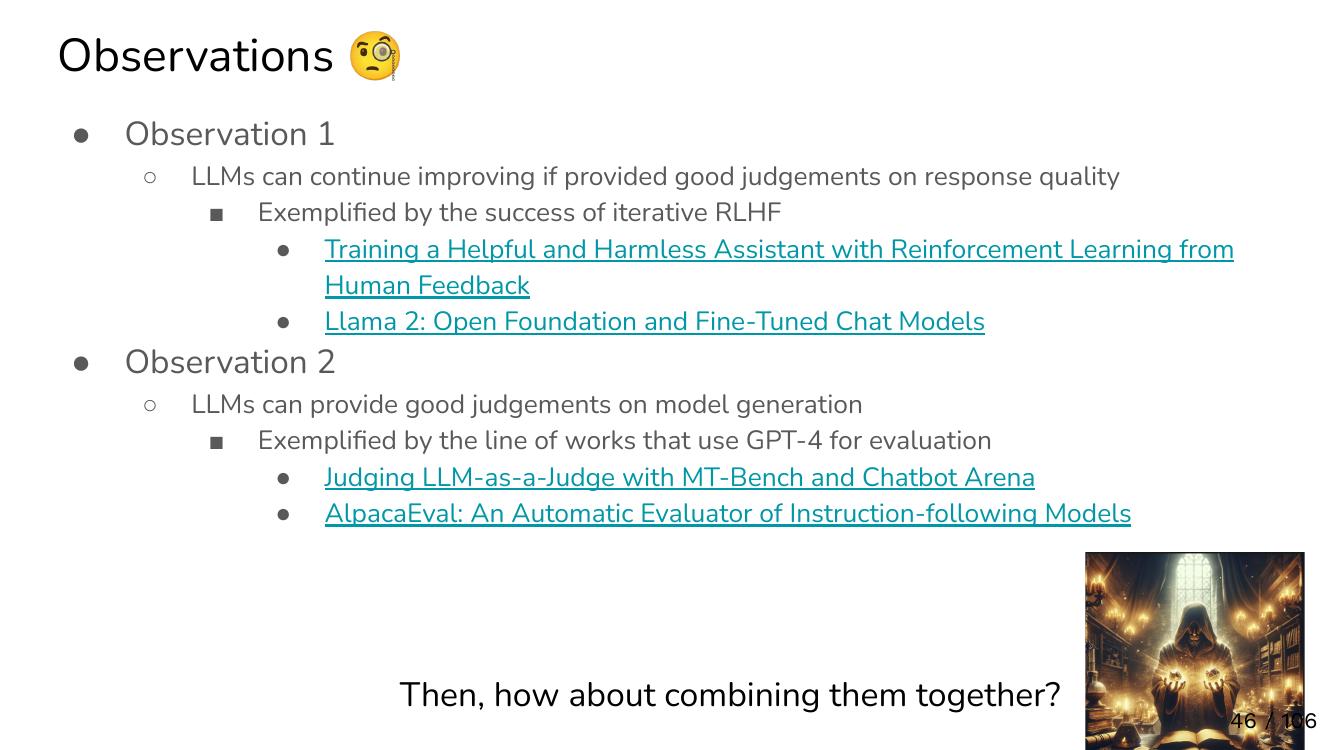 Observations 🧐
● Observation 1
○ LLMs can continue improving if provided good judgements on response quality
■ Exemplified by the success of iterative RLHF
● Training a Helpful and Harmless Assistant with Reinforcement Learning from
Human Feedback
● Llama 2: Open Foundation and Fine-Tuned Chat Models
● Observation 2
○ LLMs can provide good judgements on model generation
■ Exemplified by the line of works that use GPT-4 for evaluation
● Judging LLM-as-a-Judge with MT-Bench and Chatbot Arena
● AlpacaEval: An Automatic Evaluator of Instruction-following Models
Then, how about combining them together?
46 / 106